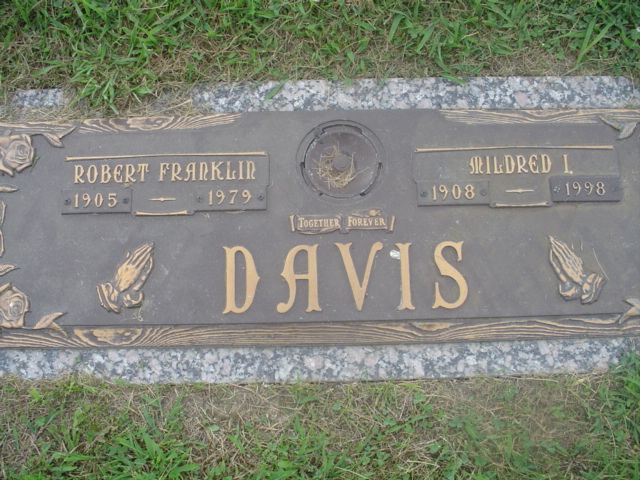 ROBERT FRANKLIN
1905 – 1979
MILDRED I.
1908 – 1998
TOGETHER FOREVER
DAVIS